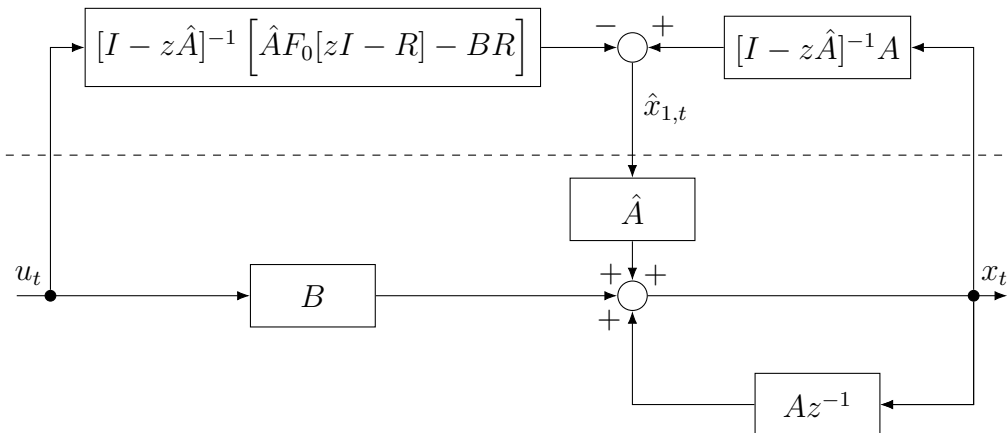 [I − zÂ]⁻¹ [ÂF₀[zI − R] − BR]
−
+
[I − zÂ]⁻¹A
x̂₁,ₜ
Â
uₜ
B
+
+
+
xₜ
Az⁻¹